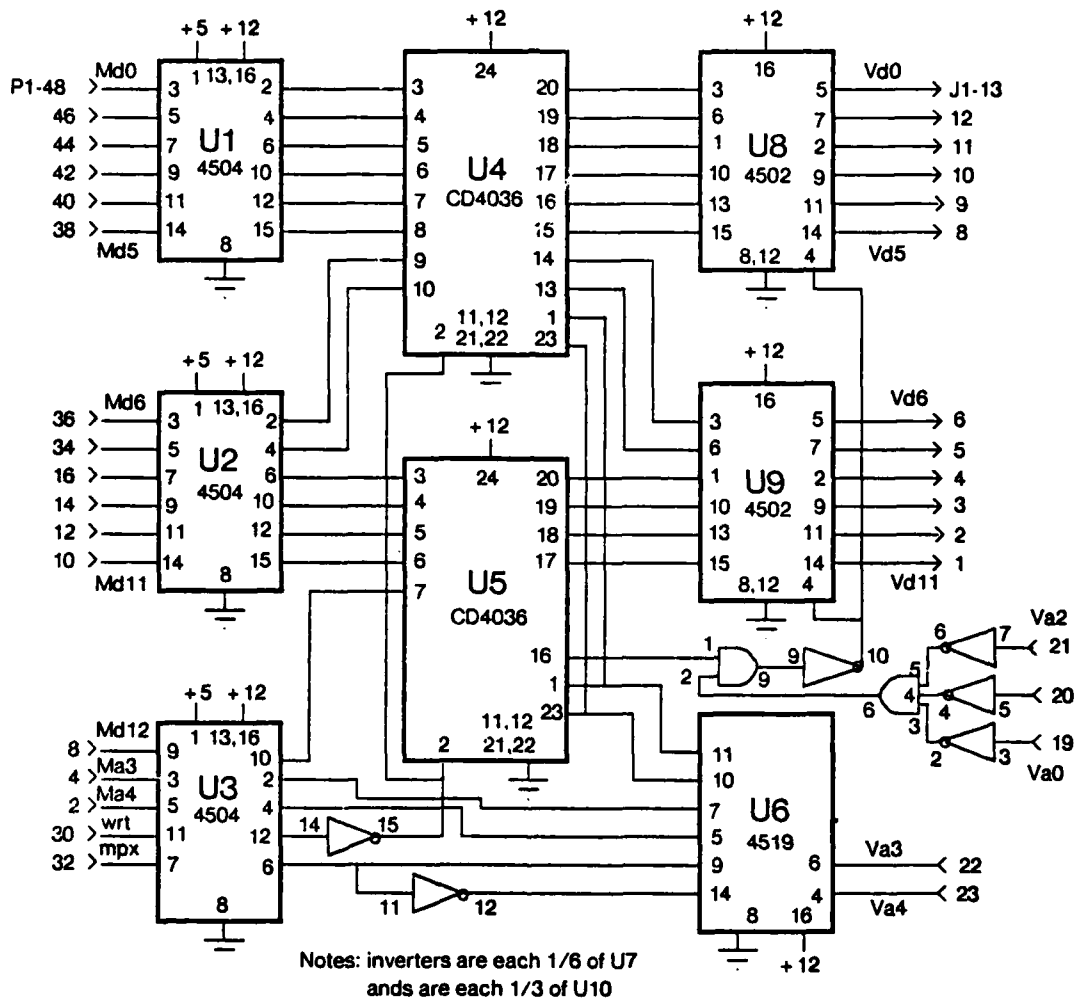 +5 +12
+12
+12
P1-48 Md0 3 1 13,16 2
46 5 4
44 7 U1 6
42 9 4504 10
40 11 12
38 14 15
Md5 8
24
3 20
4 19
5 18
6 U4 17
7 CD4036 16
8 15
9 14
10 13
11,12 1
2 21,22 23
16
3 5 Vd0 J1-13
6 7 12
1 U8 2 11
10 4502 9 10
13 11 9
15 14 8
8,12 4 Vd5
+5 +12
36 Md6 3 1 13,16 2
34 5 4
16 7 U2 6
14 9 4504 10
12 11 12
10 14 15
Md11 8
+12
24
3 20
4 19
5 18
6 17
7 U5
CD4036
16
1
11,12 23
2 21,22
+12
16
3 5 Vd6 6
6 7 5
1 U9 2 4
10 4502 9 3
13 11 2
15 14 1
8,12 4 Vd11
1
2 9
9 10
6 7 Va2 21
5
4 4 5 20
6
3 2 3 19
Va0
+5 +12
Md12 1 13,16
8 9 10
4 Ma3 3 U3 2
2 Ma4 5 4504 4
30 wrt 11 12
32 mpx 7 6
8
14 15
11 12
11
10
7 U6
5 4519
9 6 Va3 22
14 4 Va4 23
8 16
+12
Notes: inverters are each 1/6 of U7
ands are each 1/3 of U10